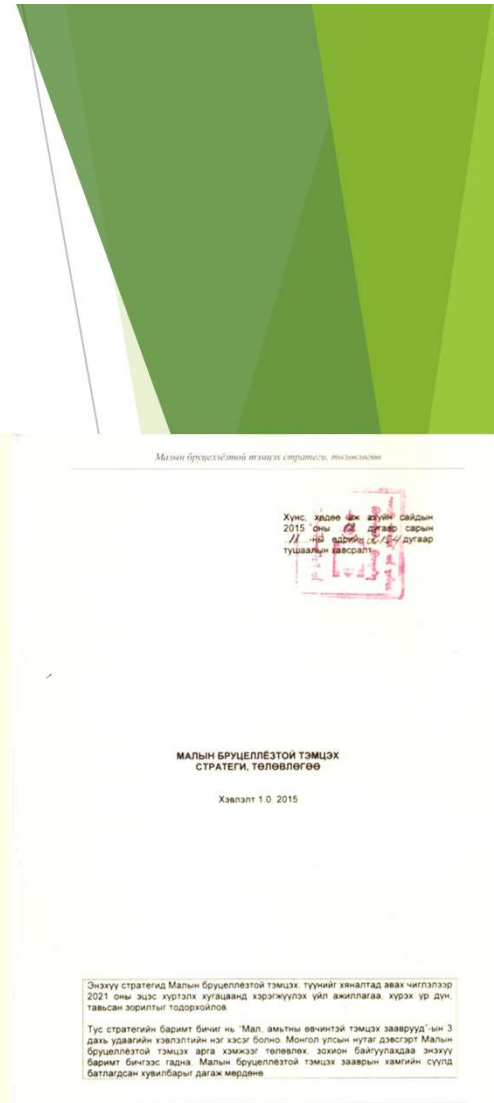 Малын бруцеллёзтой тэмцэх стратеги, төлөвлөгөө
Хүнс, хөдөө аж ахуйн сайдын
2015 оны дугаар сарын
11 -ны өдрийн дугаар
тушаалын хавсралт
МАЛЫН БРУЦЕЛЛЁЗТОЙ ТЭМЦЭХ
СТРАТЕГИ, ТӨЛӨВЛӨГӨӨ
Хэвлэлт 1.0. 2015
Энэхүү стратегид Малын бруцеллёзтой тэмцэх, түүнийг хяналтад авах чиглэлээр
2021 оны эцэс хүртэлх хугацаанд хэрэгжүүлэх үйл ажиллагаа, хүрэх үр дүн,
тавьсан зорилтыг тодорхойлов.
Тус стратегийн баримт бичиг нь "Мал, амьтны өвчинтэй тэмцэх зааврууд"-ын 3
дахь удаагийн хэвлэлтийн нэг хэсэг болно. Монгол улсын нутаг дэвсгэрт Малын
бруцеллёзтой тэмцэх арга хэмжээг төлөвлөх, зохион байгуулахдаа энэхүү
баримт бичгээс гадна, Малын бруцеллёзтой тэмцэх зааврын хамгийн сүүлд
батлагдсан хувилбарыг дагаж мөрдөнө.